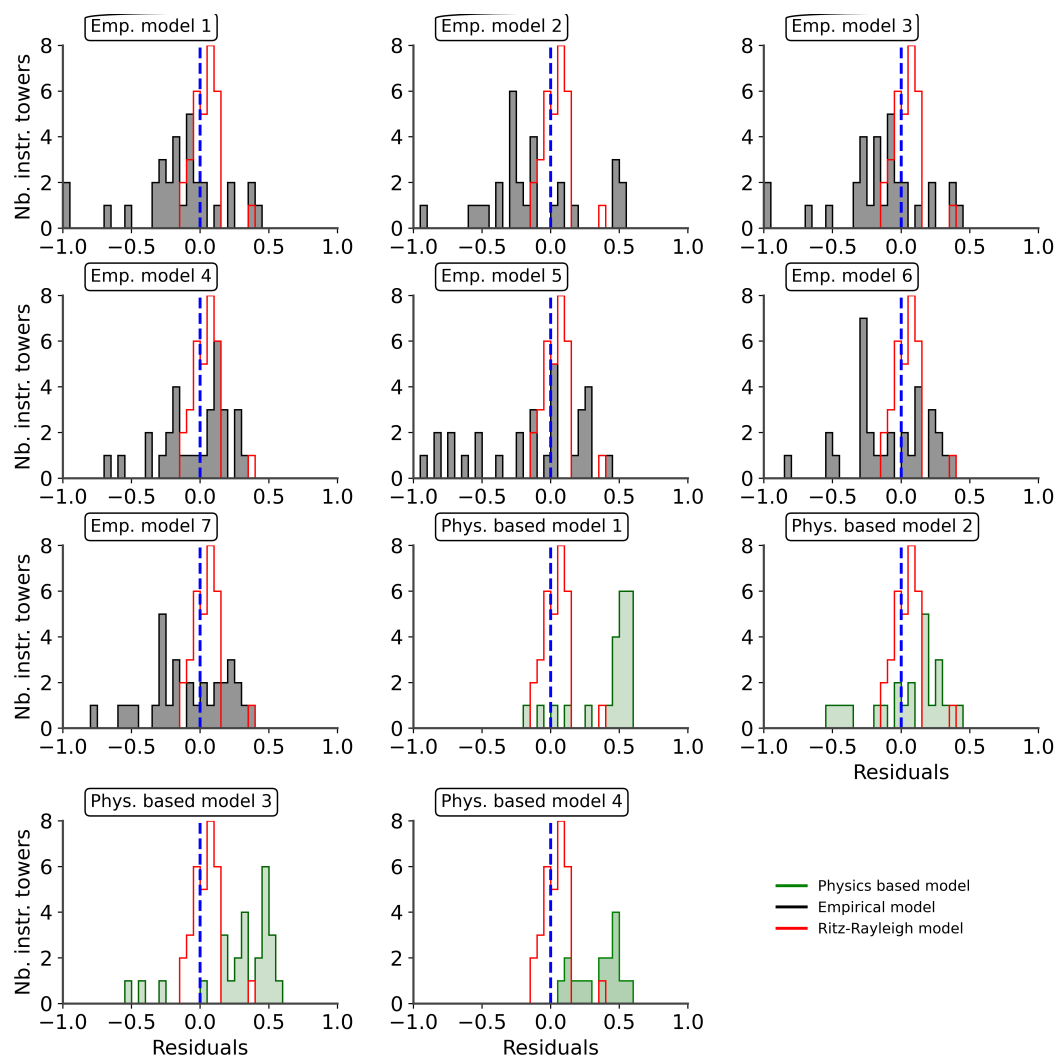 Emp. model 1
Emp. model 2
Emp. model 3
Nb. instr. towers
8
6
4
2
0
−1.0 −0.5 0.0 0.5 1.0
8
6
4
2
0
−1.0 −0.5 0.0 0.5 1.0
8
6
4
2
0
−1.0 −0.5 0.0 0.5 1.0
Emp. model 4
Emp. model 5
Emp. model 6
Nb. instr. towers
8
6
4
2
0
−1.0 −0.5 0.0 0.5 1.0
8
6
4
2
0
−1.0 −0.5 0.0 0.5 1.0
8
6
4
2
0
−1.0 −0.5 0.0 0.5 1.0
Emp. model 7
Phys. based model 1
Phys. based model 2
Nb. instr. towers
8
6
4
2
0
−1.0 −0.5 0.0 0.5 1.0
8
6
4
2
0
−1.0 −0.5 0.0 0.5 1.0
8
6
4
2
0
−1.0 −0.5 0.0 0.5 1.0
Residuals
Phys. based model 3
Phys. based model 4
Nb. instr. towers
8
6
4
2
0
−1.0 −0.5 0.0 0.5 1.0
Residuals
8
6
4
2
0
−1.0 −0.5 0.0 0.5 1.0
Residuals
Physics based model
Empirical model
Ritz-Rayleigh model